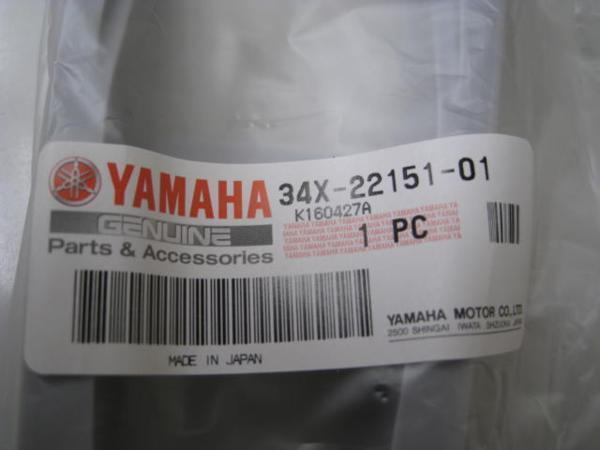 YAMAHA 34X-22151-01
K160427A
GENUINE
1 PC
Parts & Accessories
YAMAHA MOTOR CO.,LTD.
2500 SHINGAI IWATA SHIZUOKA JAPAN
MADE IN JAPAN